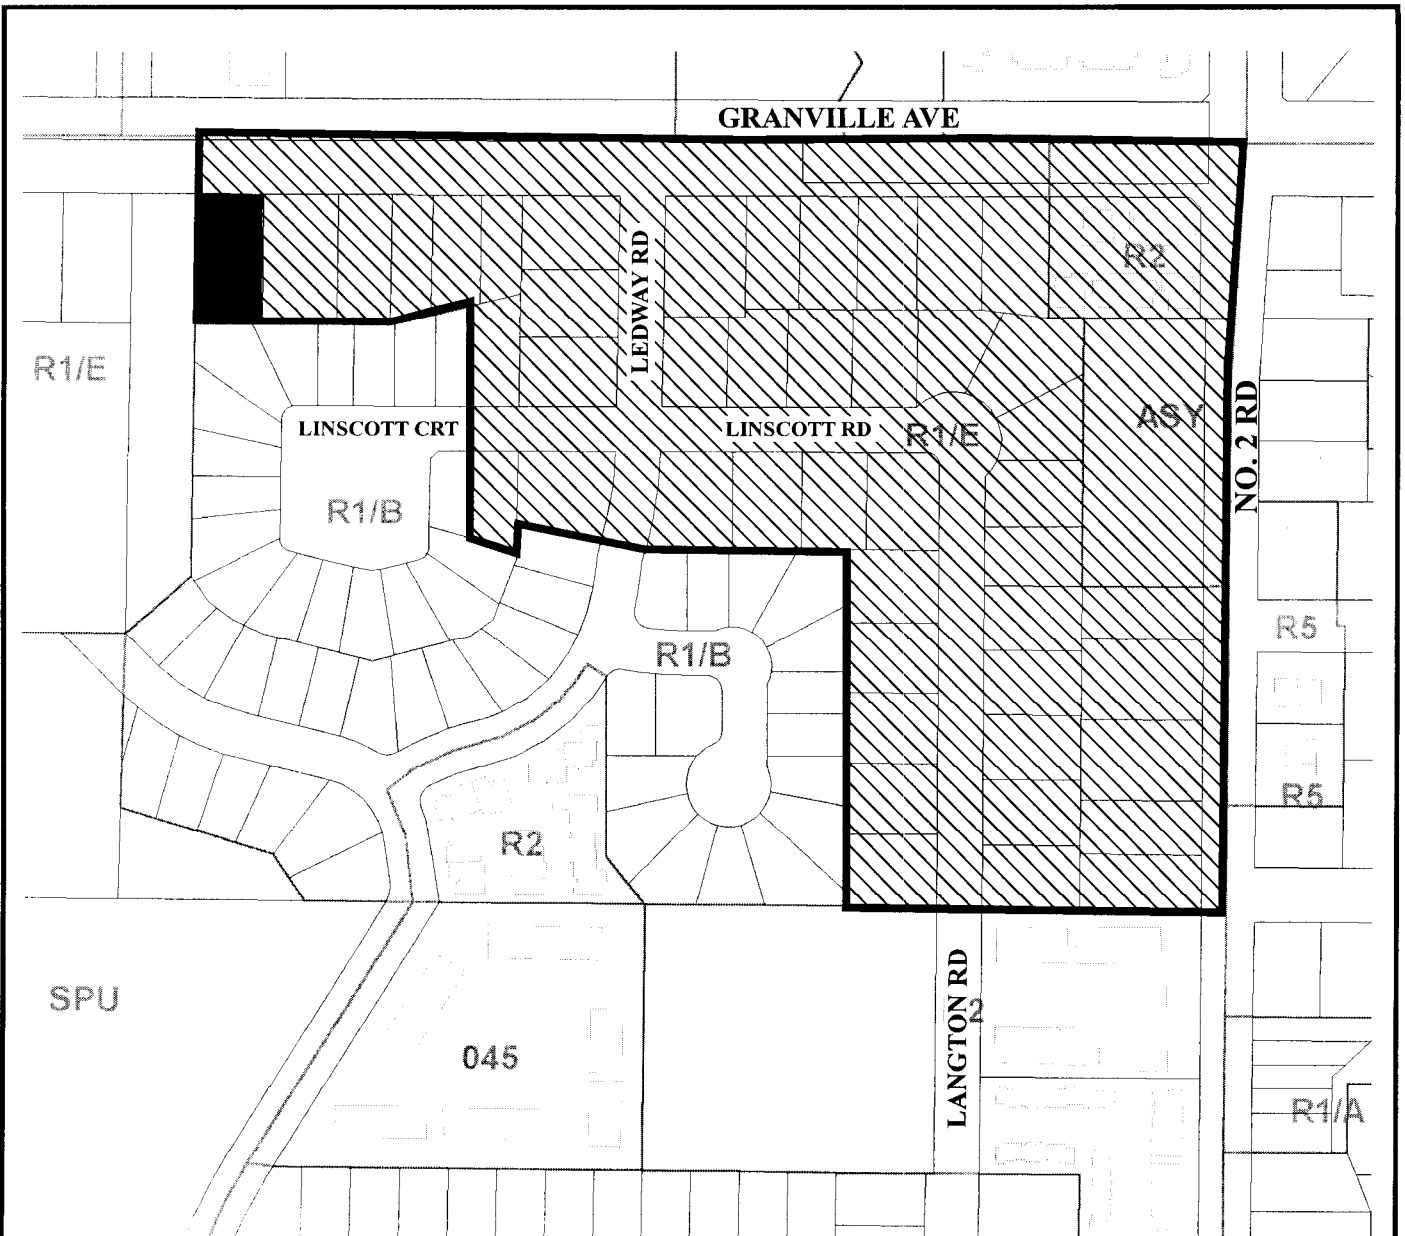 GRANVILLE AVE
LEDWAY RD
R2
R1/E
NO. 2 RD
ASY
LINSCOTT CRT
LINSCOTT RD
R1/E
R1/B
R5
R1/B
R5
R2
SPU
LANGTON RD
2
045
R1/A